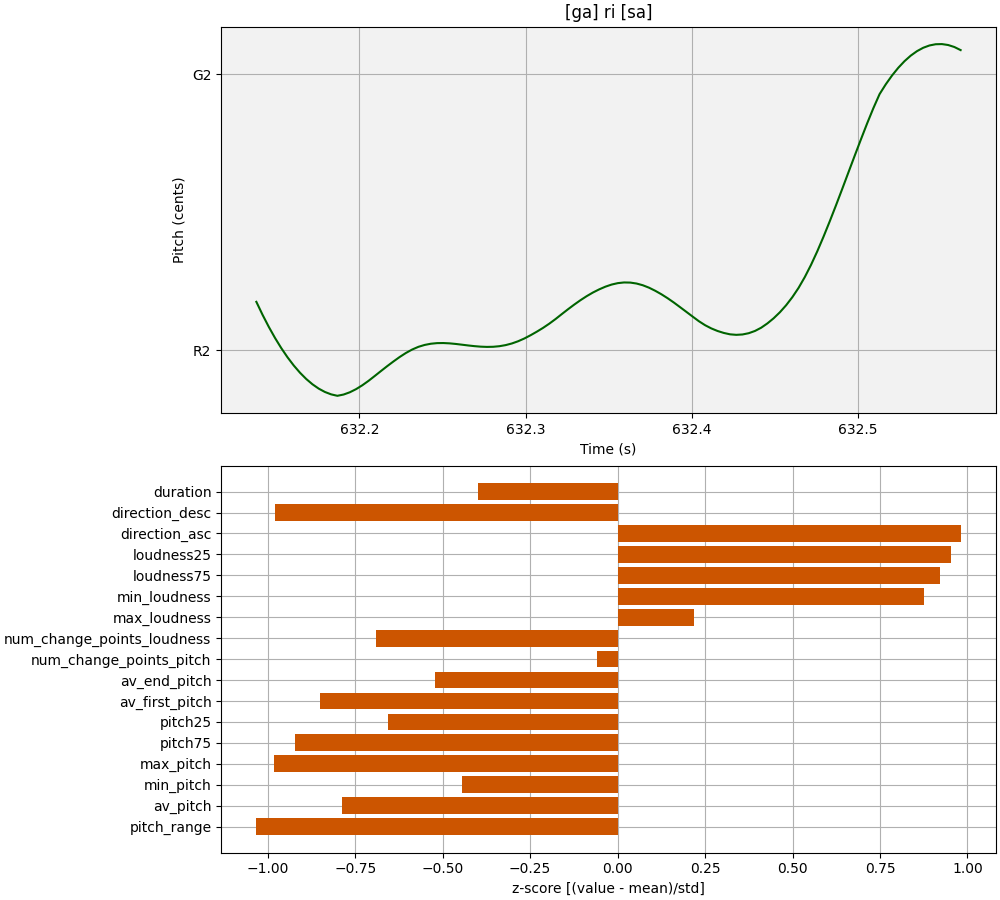 [ga] ri [sa]
G2
R2
Pitch (cents)
632.2 632.3 632.4 632.5
Time (s)
duration
direction_desc
direction_asc
loudness25
loudness75
min_loudness
max_loudness
num_change_points_loudness
num_change_points_pitch
av_end_pitch
av_first_pitch
pitch25
pitch75
max_pitch
min_pitch
av_pitch
pitch_range
−1.00 −0.75 −0.50 −0.25 0.00 0.25 0.50 0.75 1.00
z-score [(value - mean)/std]